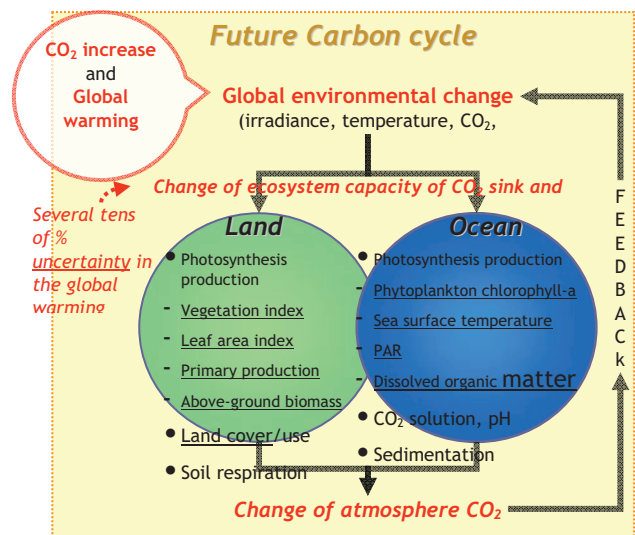 Future Carbon cycle
CO₂ increase
and
Global
warming
Global environmental change
(irradiance, temperature, CO₂,
Change of ecosystem capacity of CO₂ sink and
Several tens
of %
uncertainty in
the global
warming
Land
● Photosynthesis
production
- Vegetation index
- Leaf area index
- Primary production
- Above-ground biomass
● Land cover/use
● Soil respiration
Ocean
● Photosynthesis production
- Phytoplankton chlorophyll-a
- Sea surface temperature
- PAR
- Dissolved organic matter
● CO₂ solution, pH
● Sedimentation
Change of atmosphere CO₂
FEEDBACk